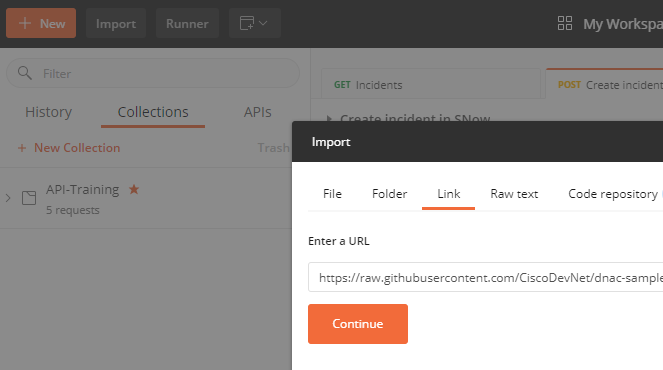 + New
Import
Runner
My Workspa
Filter
History
Collections
APIs
+ New Collection
Trash
API-Training
5 requests
GET Incidents
POST Create incident
Create incident in SNow
Import
File
Folder
Link
Raw text
Code repository
Enter a URL
https://raw.githubusercontent.com/CiscoDevNet/dnac-sample
Continue